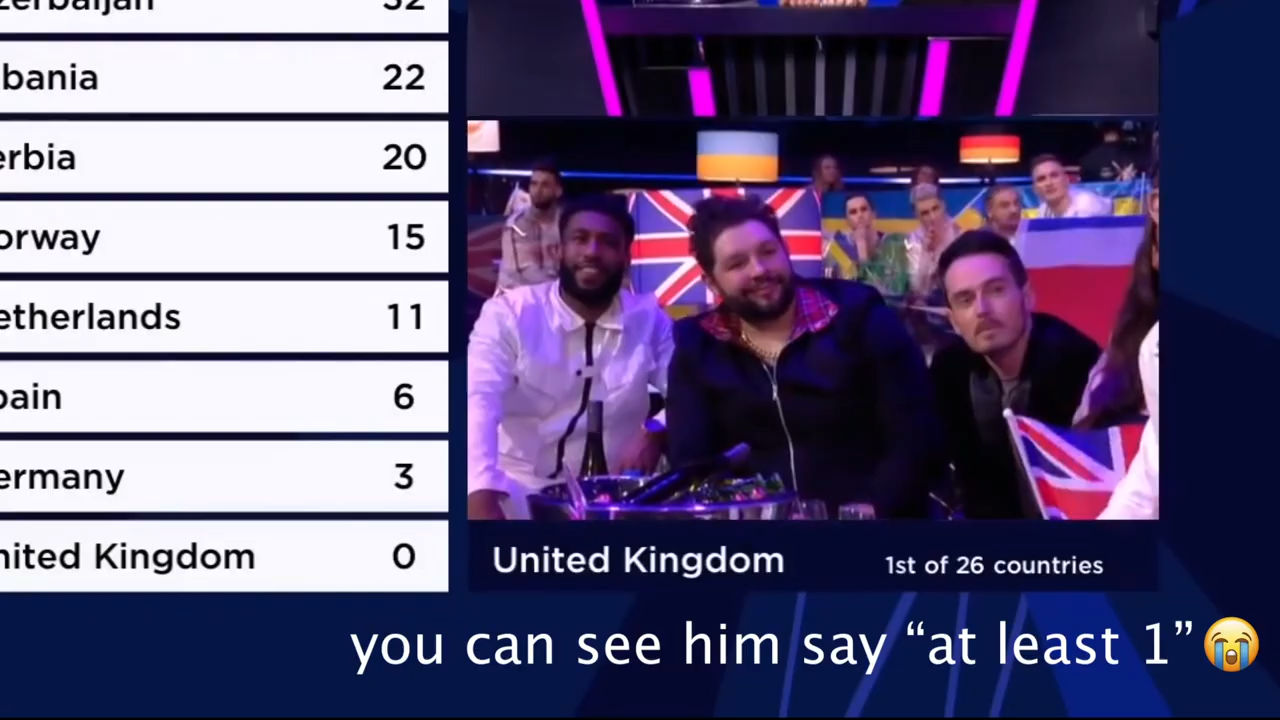 zerbaijan 32
bania 22
erbia 20
orway 15
etherlands 11
pain 6
ermany 3
nited Kingdom 0
United Kingdom 1st of 26 countries
you can see him say “at least 1”😭